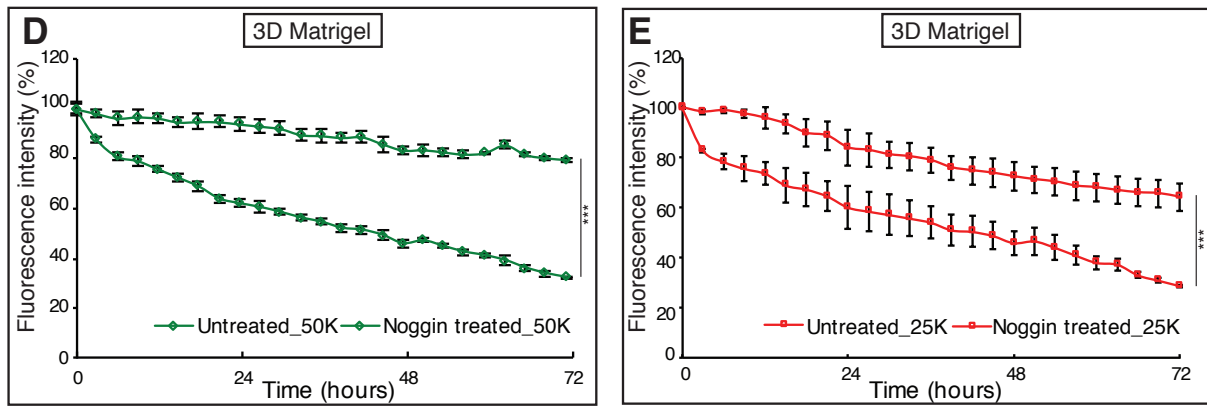 D
3D Matrigel
Fluorescence intensity (%)
120
100
80
60
40
20
0
0
24
48
72
Time (hours)
***
Untreated_50K
Noggin treated_50K
E
3D Matrigel
Fluorescence intensity (%)
120
100
80
60
40
20
0
0
24
48
72
Time (hours)
***
Untreated_25K
Noggin treated_25K